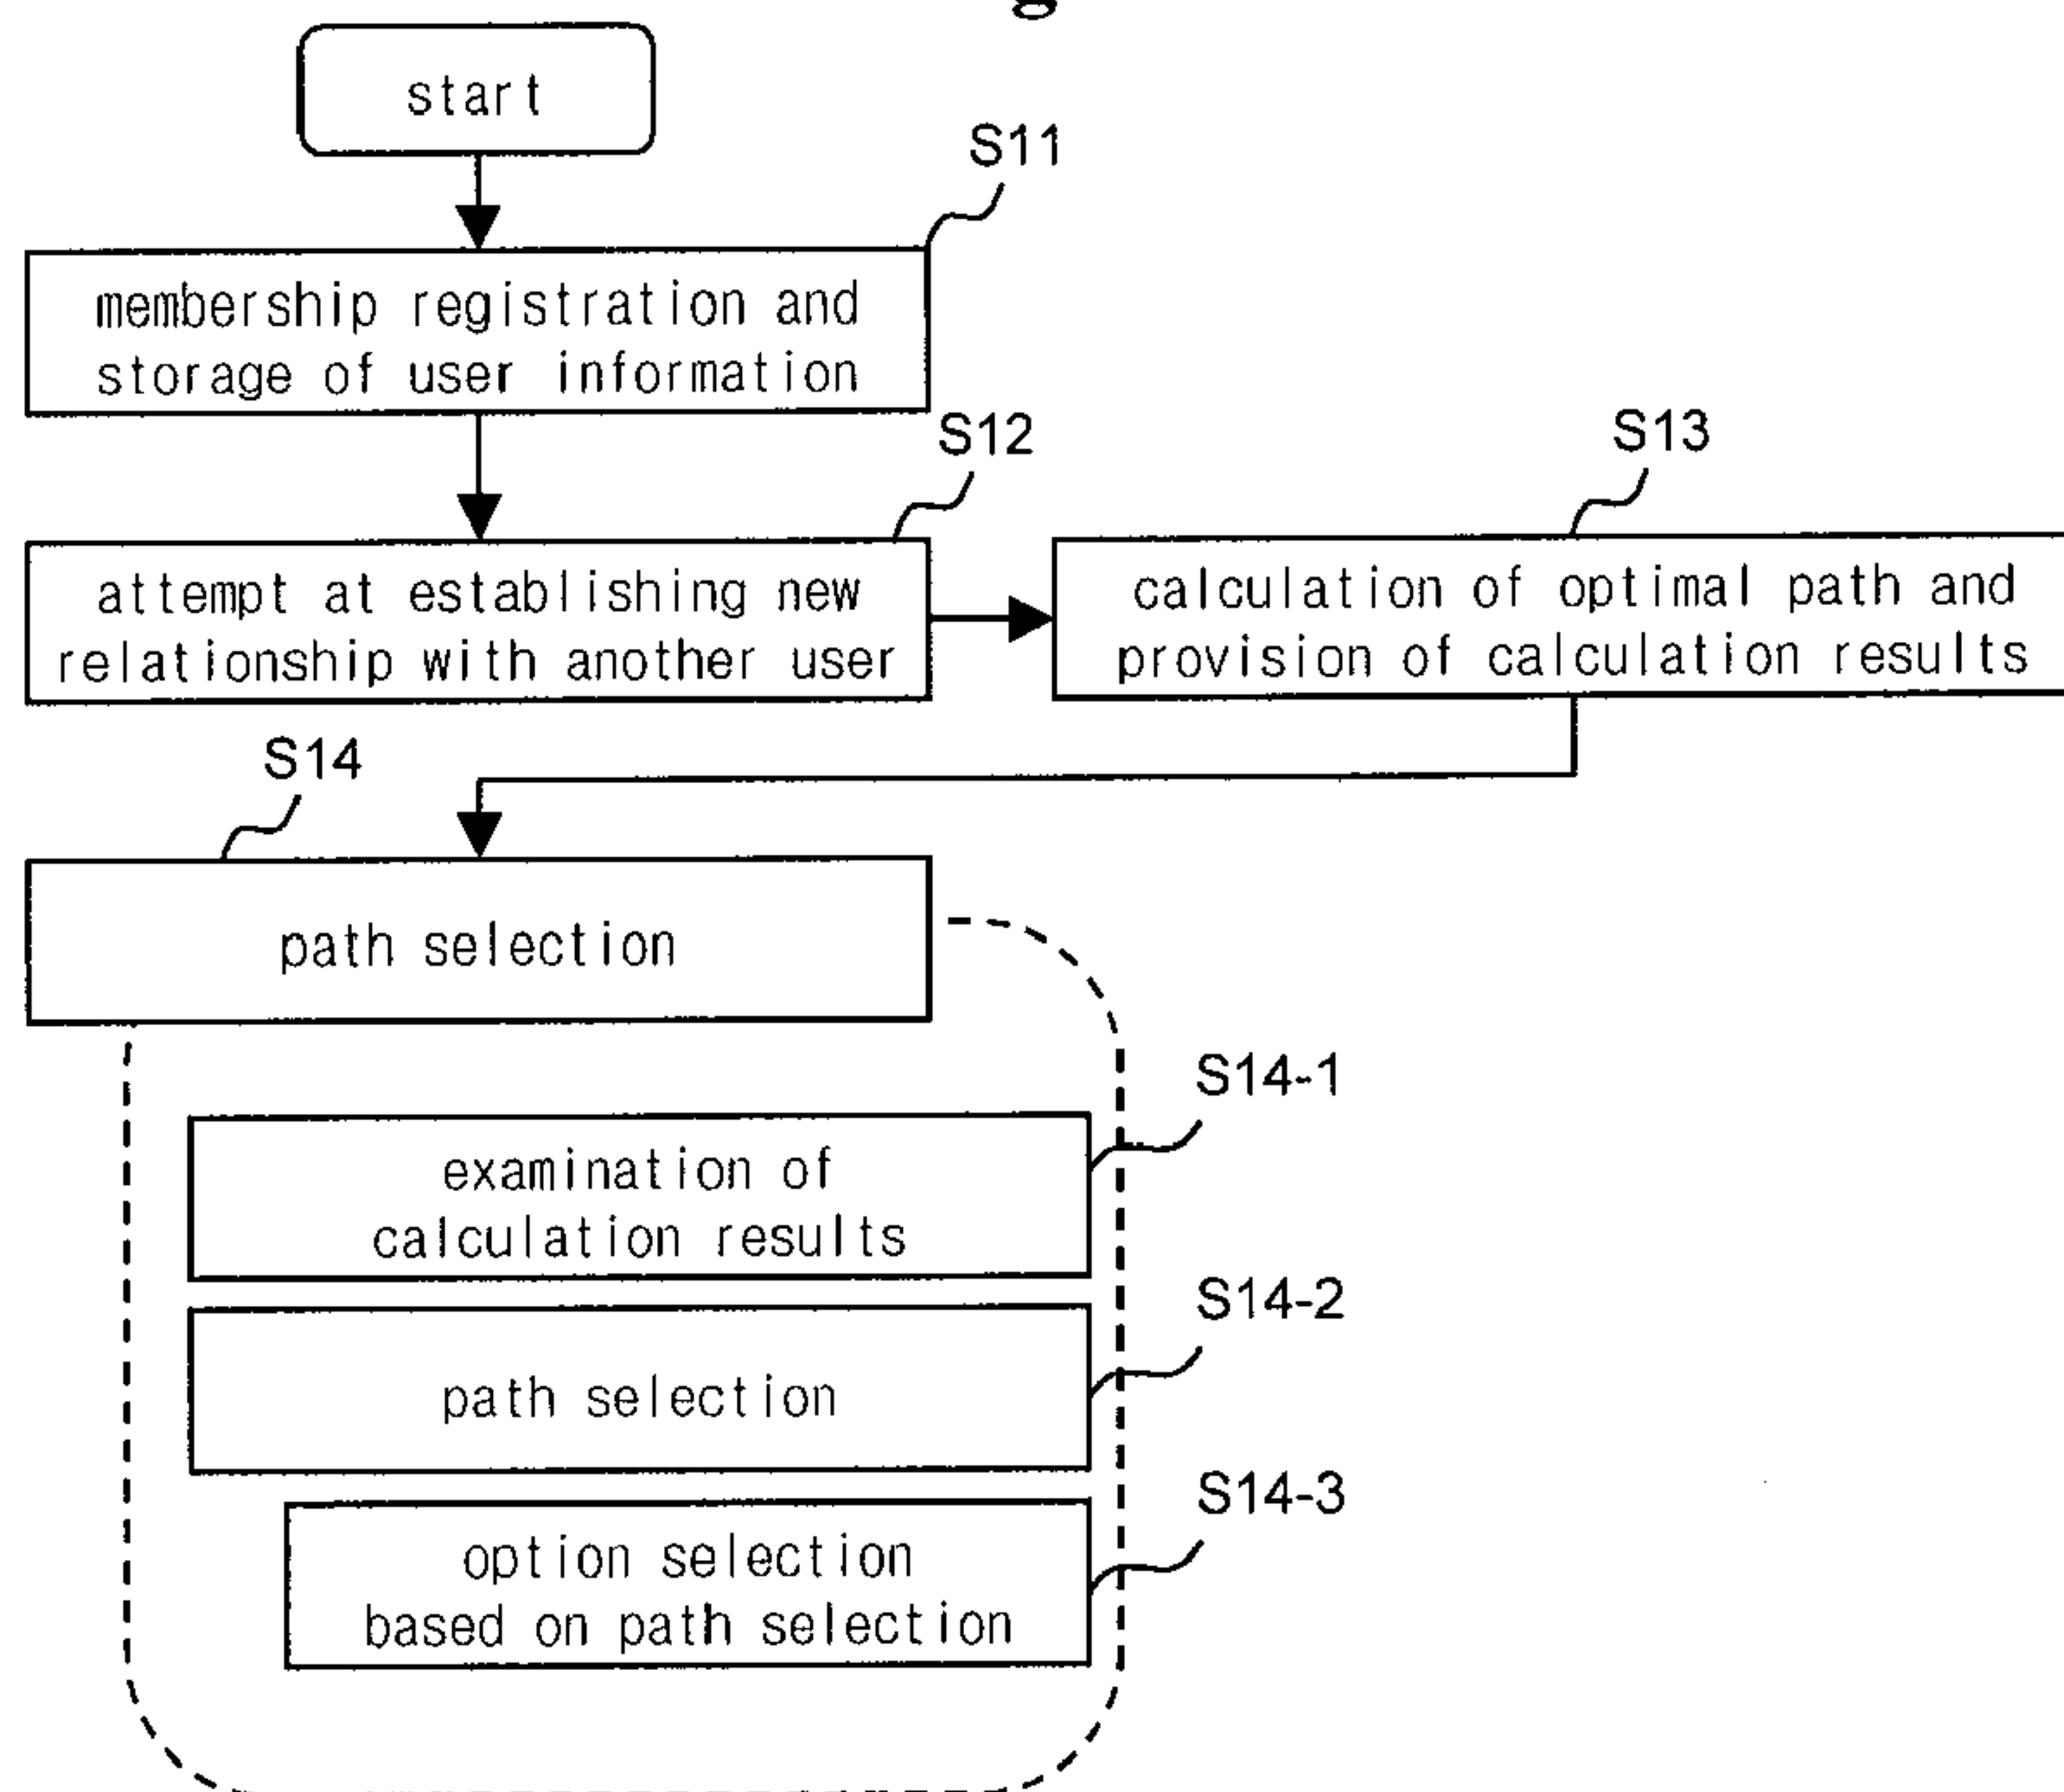 start
S11
membership registration and
storage of user information
S12
S13
attempt at establishing new
relationship with another user
calculation of optimal path and
provision of calculation results
S14
path selection
S14-1
examination of
calculation results
S14-2
path selection
S14-3
option selection
based on path selection